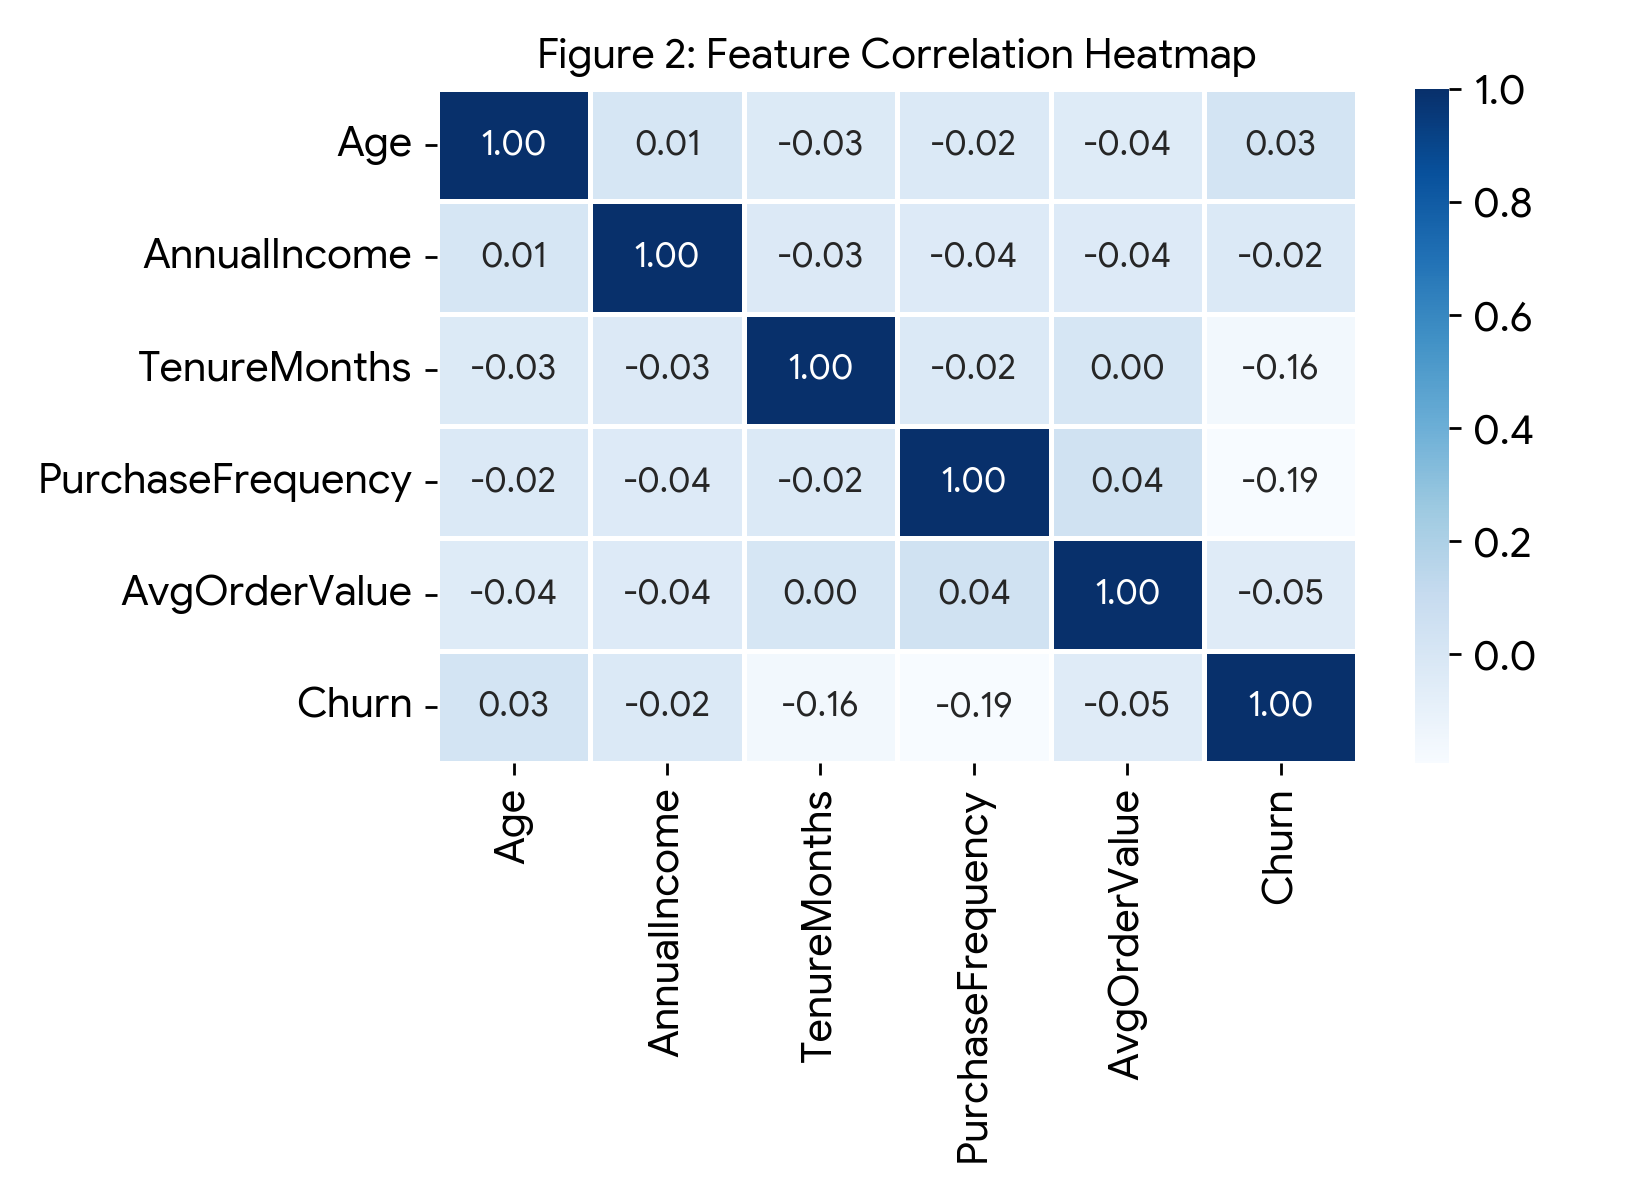 Figure 2: Feature Correlation Heatmap
Age 1.00 0.01 -0.03 -0.02 -0.04 0.03
AnnualIncome 0.01 1.00 -0.03 -0.04 -0.04 -0.02
TenureMonths -0.03 -0.03 1.00 -0.02 0.00 -0.16
PurchaseFrequency -0.02 -0.04 -0.02 1.00 0.04 -0.19
AvgOrderValue -0.04 -0.04 0.00 0.04 1.00 -0.05
Churn 0.03 -0.02 -0.16 -0.19 -0.05 1.00
Age
AnnualIncome
TenureMonths
PurchaseFrequency
AvgOrderValue
Churn
1.0
0.8
0.6
0.4
0.2
0.0